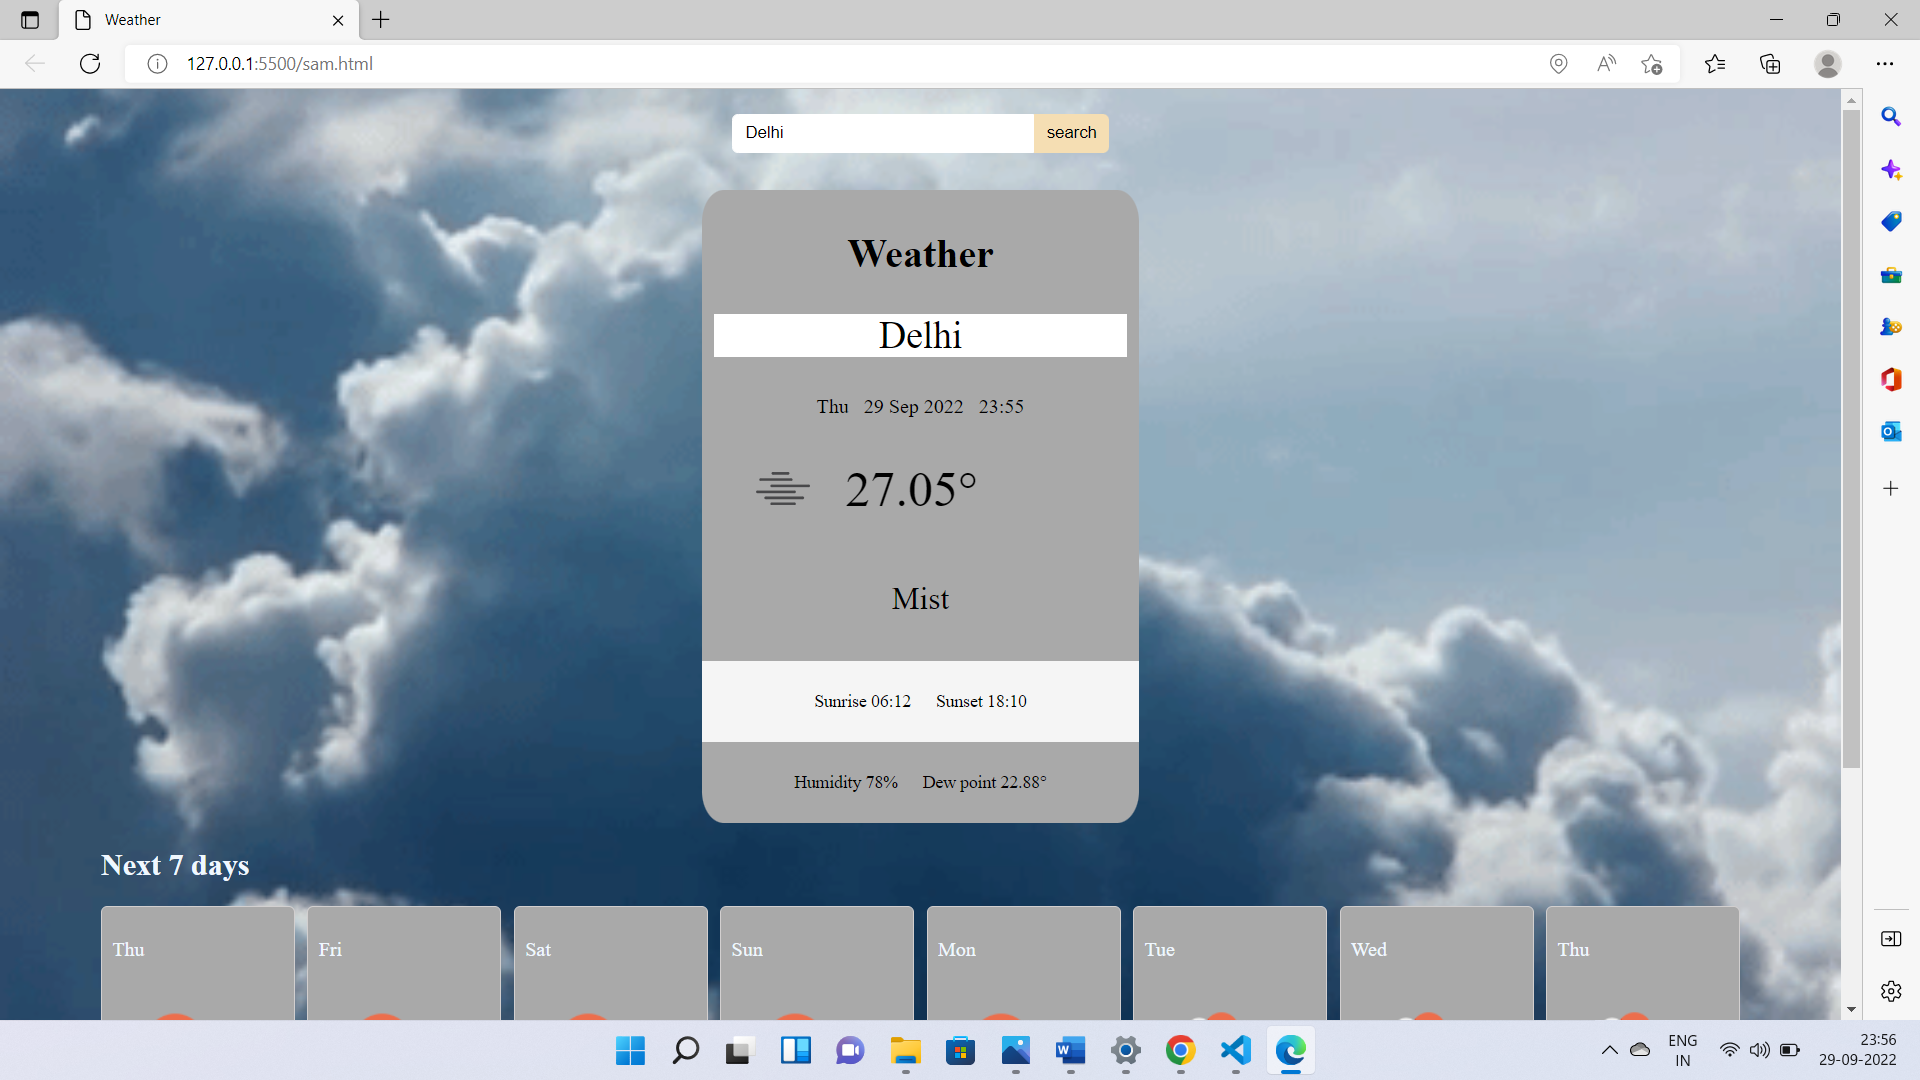 Weather
127.0.0.1:5500/sam.html
Delhi search
Weather
Delhi
Thu 29 Sep 2022 23:55
27.05°
Mist
Sunrise 06:12 Sunset 18:10
Humidity 78% Dew point 22.88°
Next 7 days
Thu Fri Sat Sun Mon Tue Wed Thu
ENG
IN
23:56
29-09-2022